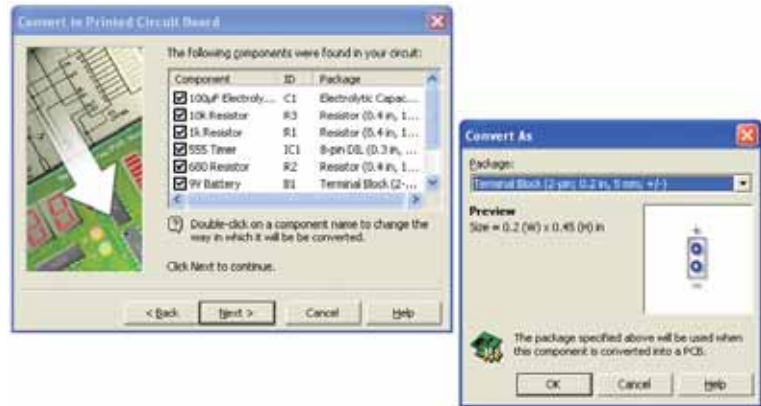 Convert to Printed Circuit Board
The following components were found in your circuit:
Component ID Package
100µF Electroly... C1 Electrolytic Capac...
10k Resistor R3 Resistor (0.4 in, 1...
1k Resistor R1 Resistor (0.4 in, 1...
555 Timer IC1 8-pin DIL (0.3 in, ...
680 Resistor R2 Resistor (0.4 in, 1...
9V Battery B1 Terminal Block (2-...
Double-click on a component name to change the
way in which it will be be converted.
Click Next to continue.
< Back Next > Cancel Help
Convert As
Package:
Terminal Block (2-pin; 0.2 in, 5 mm; +/-)
Preview
Size = 0.2 (W) x 0.45 (H) in
The package specified above will be used when
this component is converted into a PCB.
OK Cancel Help